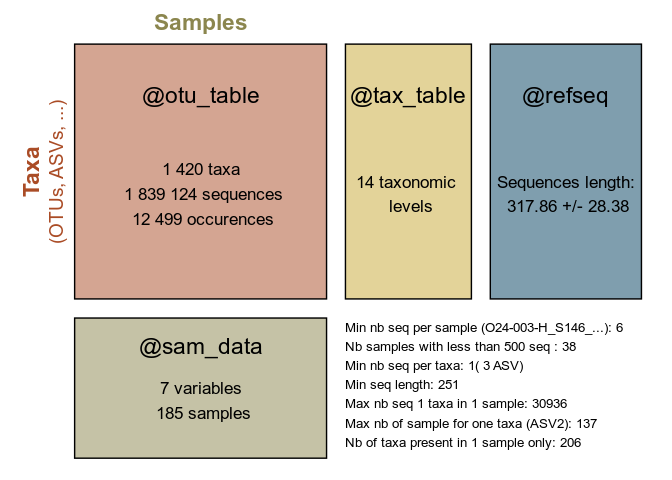 Samples
Taxa
(OTUs, ASVs, ...)
@otu_table
1 420 taxa
1 839 124 sequences
12 499 occurences
@tax_table
14 taxonomic
levels
@refseq
Sequences length:
317.86 +/- 28.38
@sam_data
7 variables
185 samples
Min nb seq per sample (O24-003-H_S146_...): 6
Nb samples with less than 500 seq : 38
Min nb seq per taxa: 1( 3 ASV)
Min seq length: 251
Max nb seq 1 taxa in 1 sample: 30936
Max nb of sample for one taxa (ASV2): 137
Nb of taxa present in 1 sample only: 206